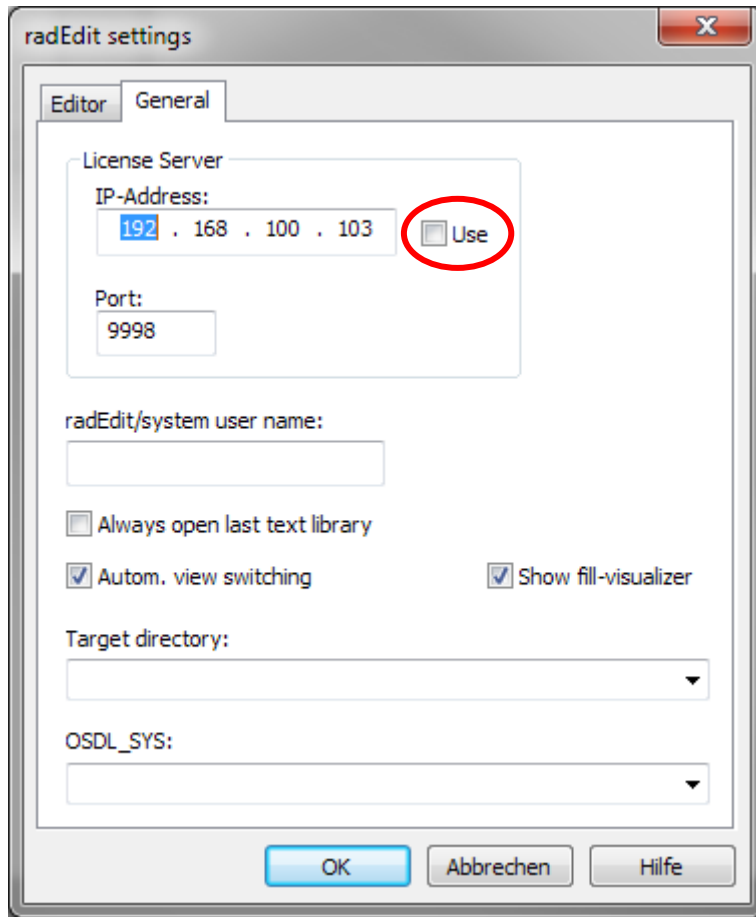 radEdit settings
Editor
General
License Server
IP-Address:
192 . 168 . 100 . 103
Use
Port:
9998
radEdit/system user name:
Always open last text library
Autom. view switching
Show fill-visualizer
Target directory:
OSDL_SYS:
OK
Abbrechen
Hilfe